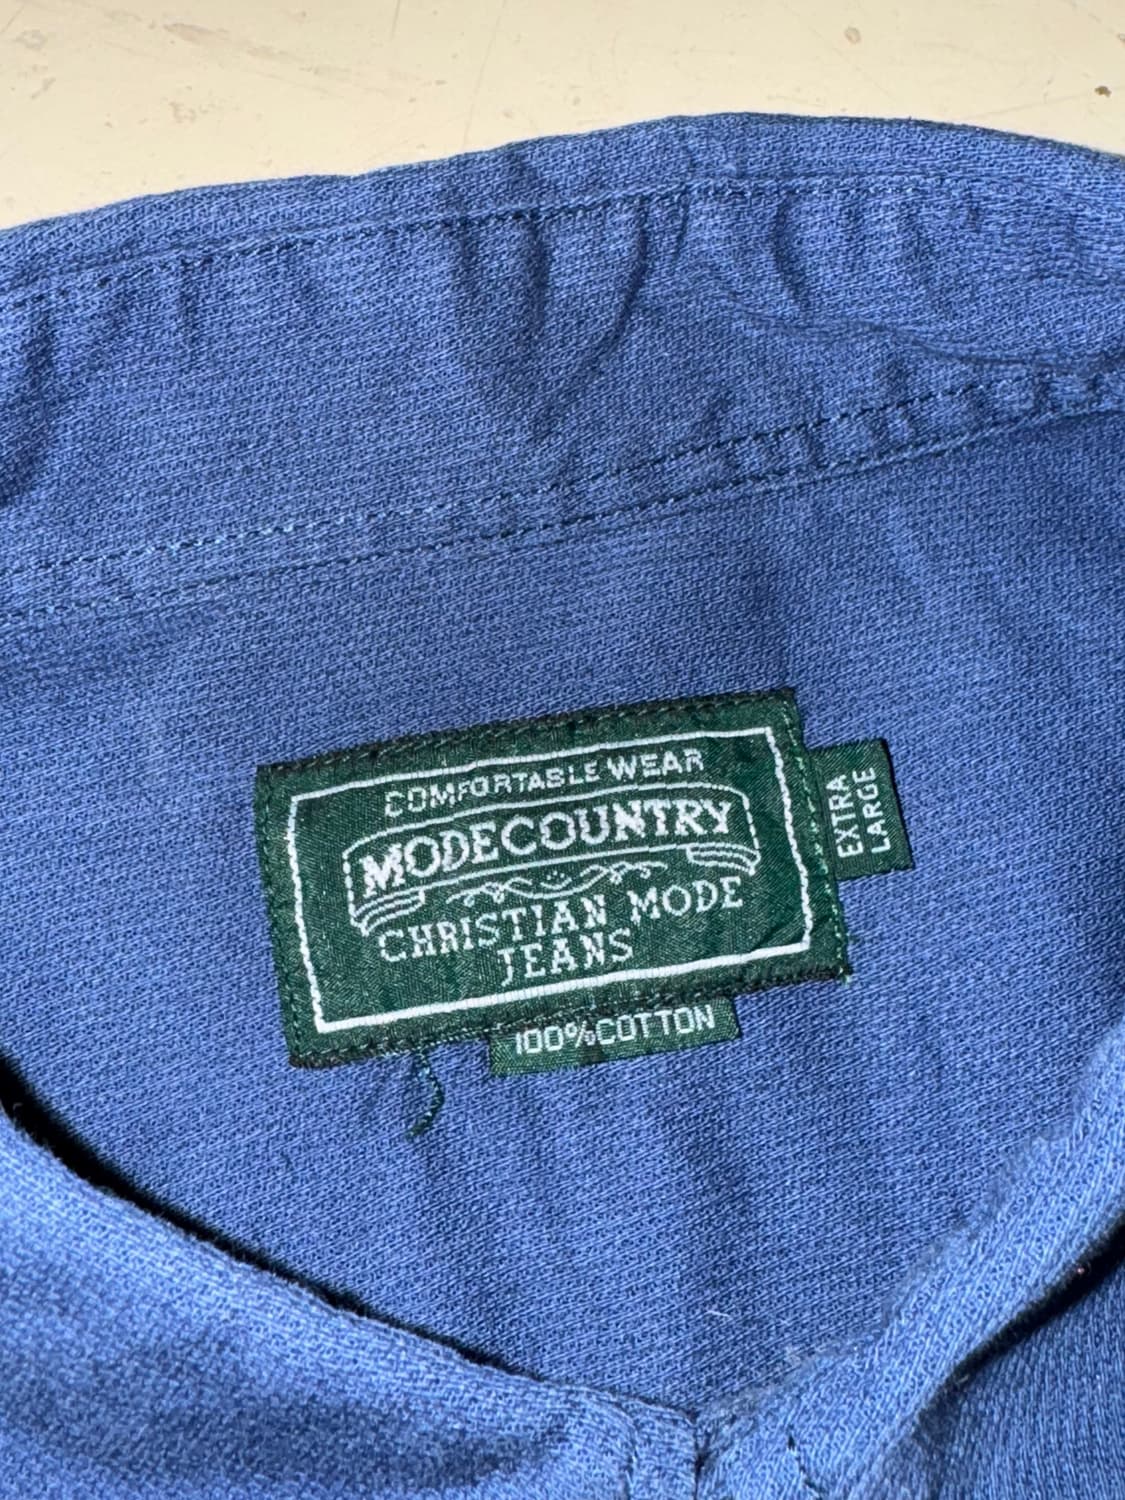 COMFORTABLE WEAR
MODECOUNTRY
CHRISTIAN MODE
JEANS
EXTRA
LARGE
100%COTTON